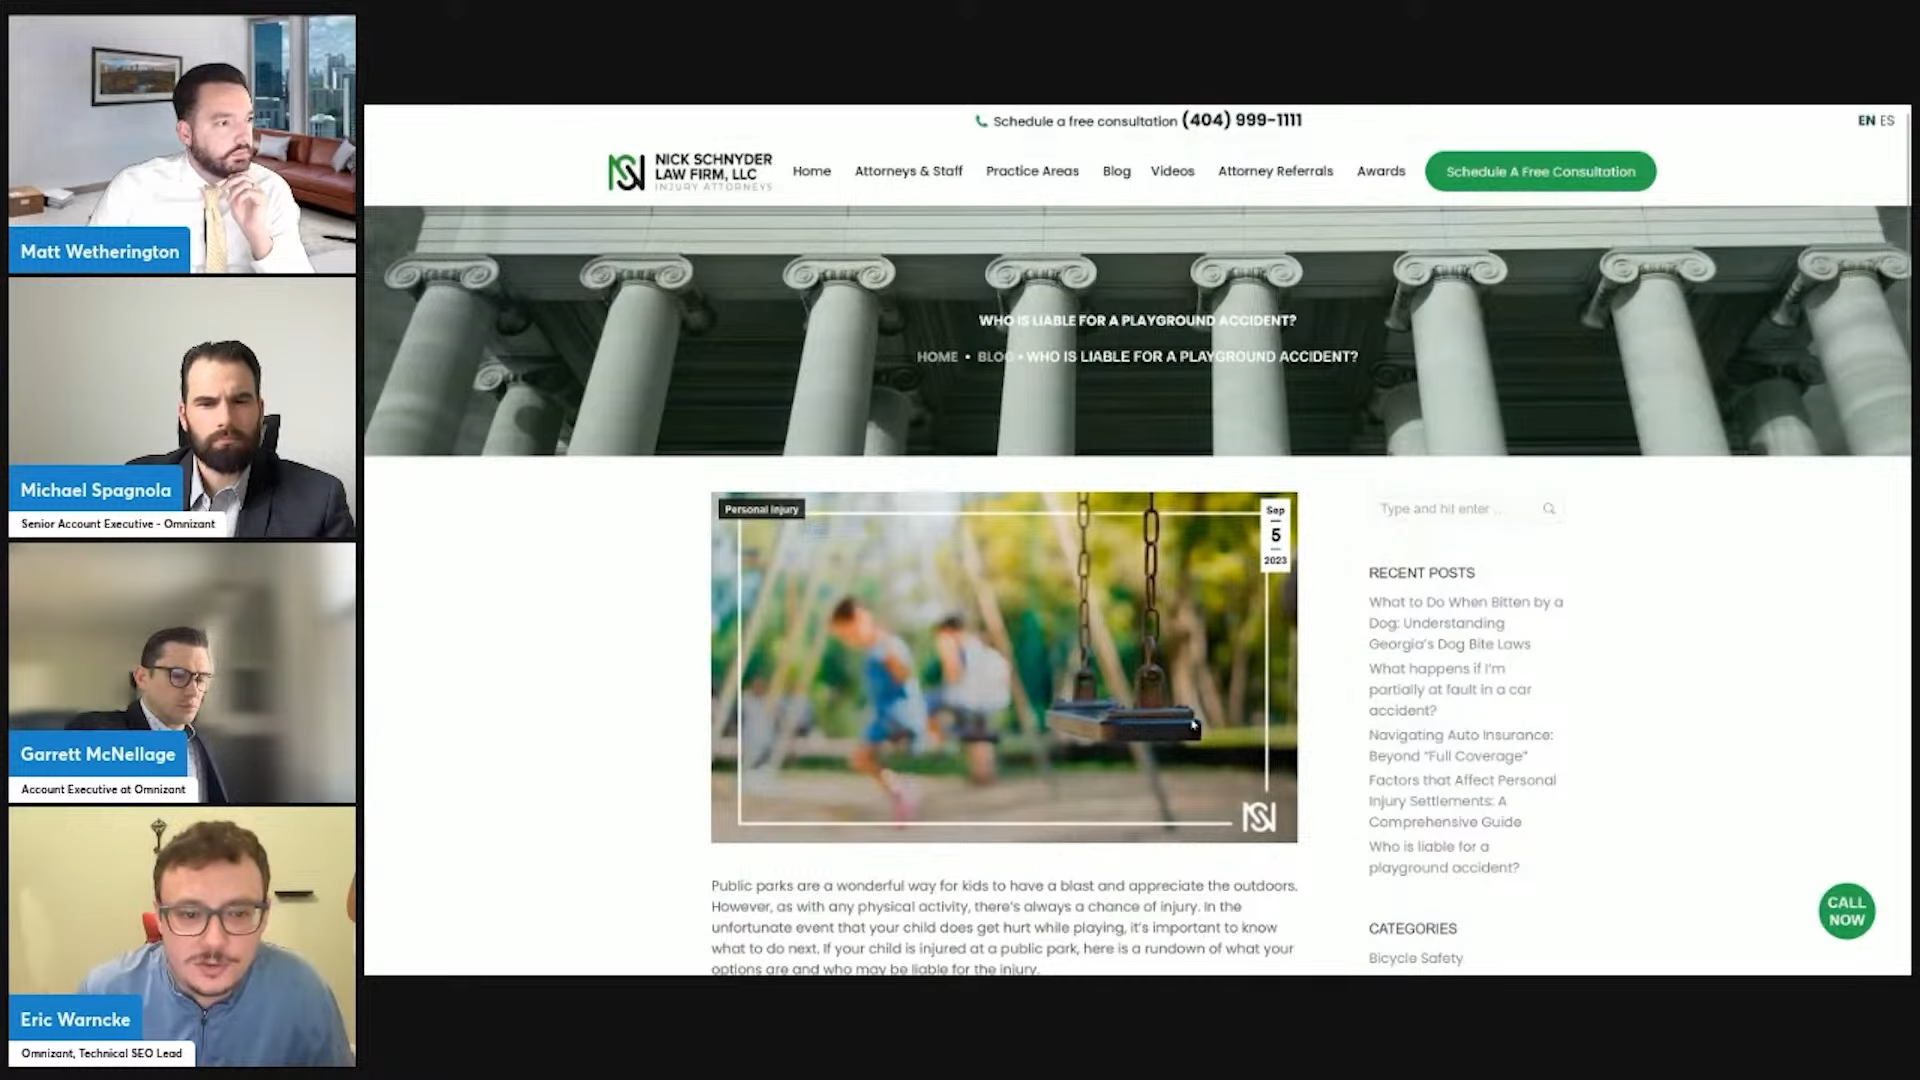 Matt Wetherington
Michael Spagnola
Senior Account Executive - Omnizant
Garrett McNellage
Account Executive at Omnizant
Eric Warncke
Omnizant, Technical SEO Lead
Schedule a free consultation (404) 999-1111
EN ES
NS
NICK SCHNYDER
LAW FIRM, LLC
INJURY ATTORNEYS
Home Attorneys & Staff Practice Areas Blog Videos Attorney Referrals Awards Schedule A Free Consultation
WHO IS LIABLE FOR A PLAYGROUND ACCIDENT?
HOME • BLOG • WHO IS LIABLE FOR A PLAYGROUND ACCIDENT?
Personal Injury
Sep
5
2023
NS
Public parks are a wonderful way for kids to have a blast and appreciate the outdoors.
However, as with any physical activity, there's always a chance of injury. In the
unfortunate event that your child does get hurt while playing, it's important to know
what to do next. If your child is injured at a public park, here is a rundown of what your
options are and who may be liable for the injury.
Type and hit enter ...
RECENT POSTS
What to Do When Bitten by a
Dog: Understanding
Georgia's Dog Bite Laws
What happens if I'm
partially at fault in a car
accident?
Navigating Auto Insurance:
Beyond "Full Coverage"
Factors that Affect Personal
Injury Settlements: A
Comprehensive Guide
Who is liable for a
playground accident?
CATEGORIES
Bicycle Safety
CALL
NOW